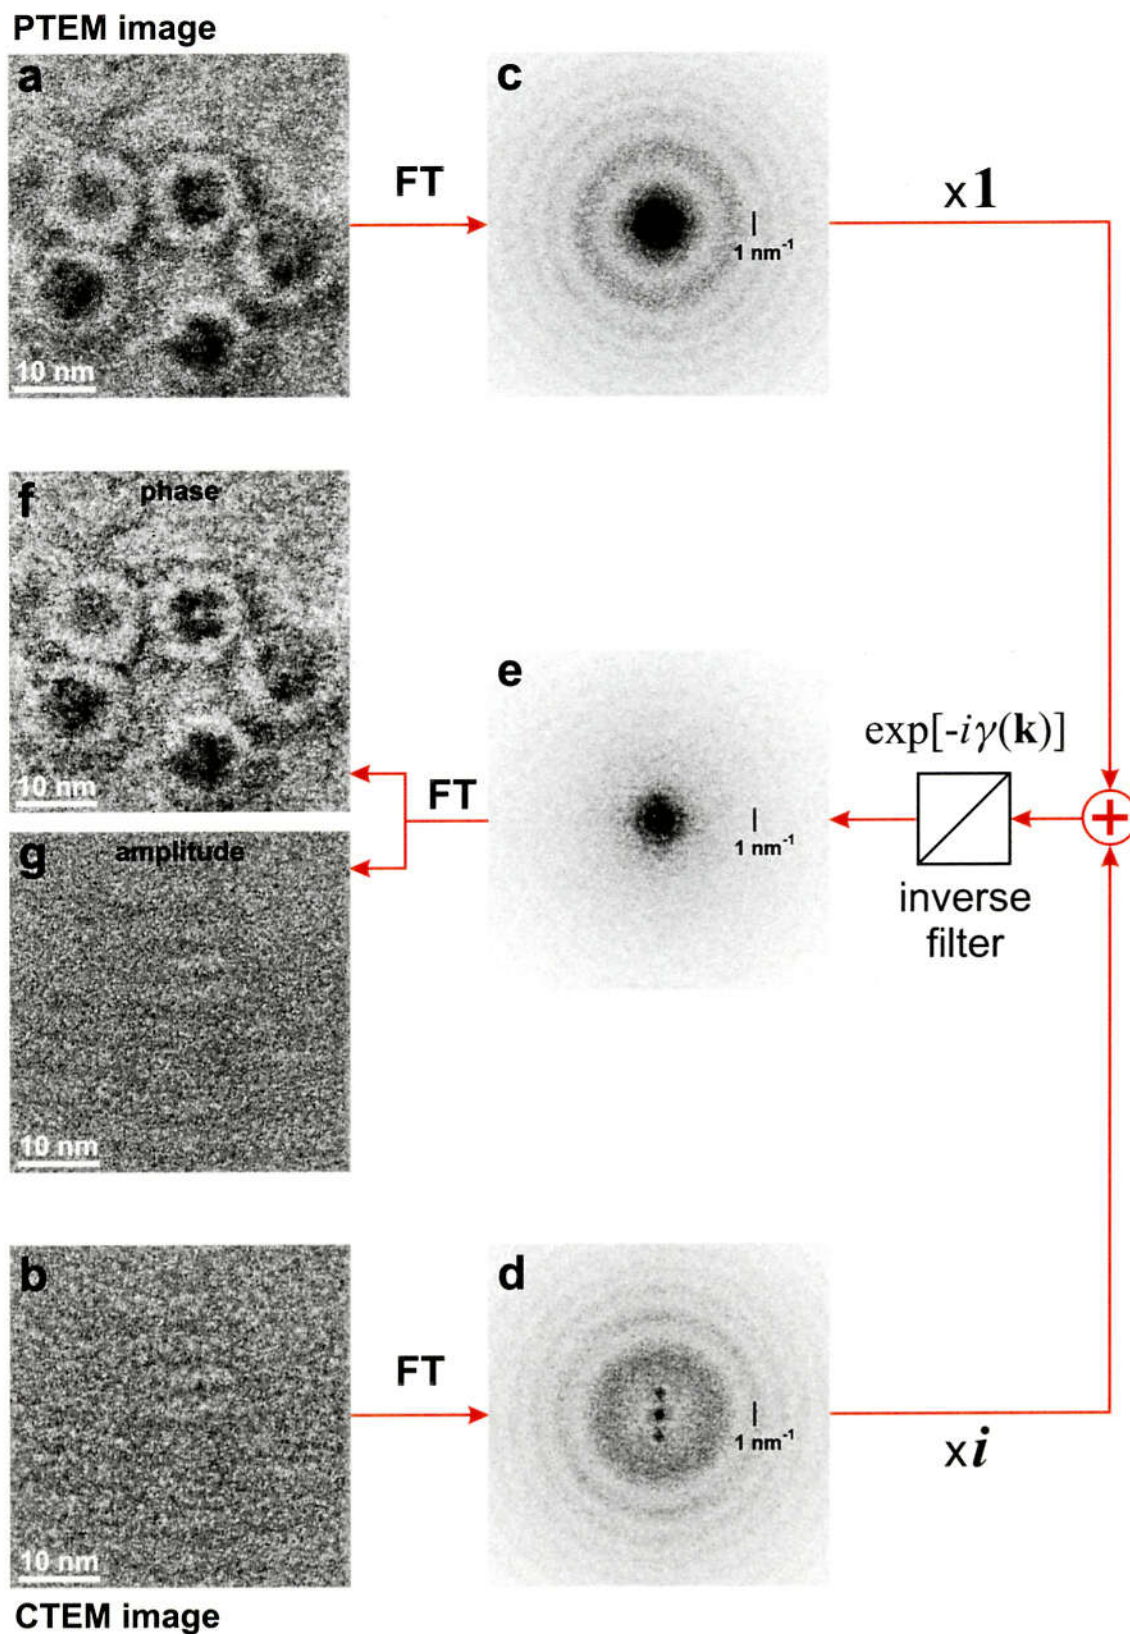 PTEM image
a
10 nm
FT
c
1 nm⁻¹
x1
f
phase
10 nm
g
amplitude
10 nm
FT
e
1 nm⁻¹
exp[-iγ(k)]
inverse
filter
+
b
10 nm
FT
d
1 nm⁻¹
xi
CTEM image